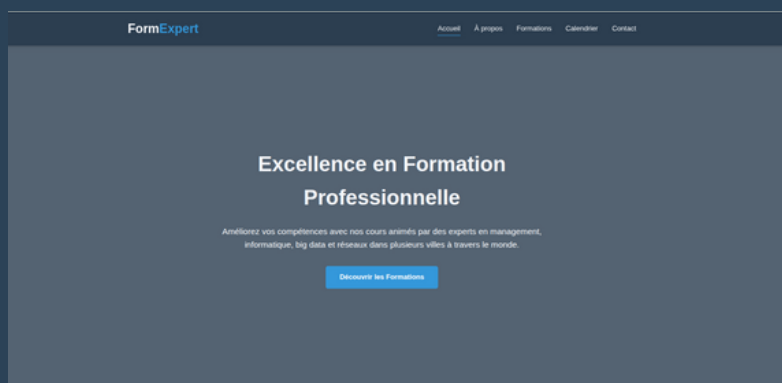 FormExpert
Accueil À propos Formations Calendrier Contact
Excellence en Formation
Professionnelle
Améliorez vos compétences avec nos cours animés par des experts en management,
informatique, big data et réseaux dans plusieurs villes à travers le monde.
Découvrir les Formations